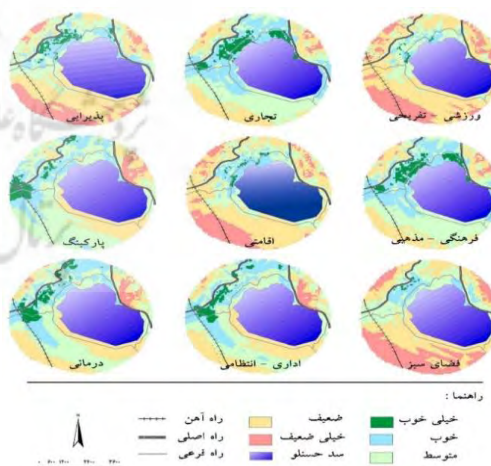 ورزشی - تفریحی
تجاری
پذیرایی
فرهنگی - مذهبی
اقامتی
پارکینگ
فضای سبز
اداری - انتظامی
درمانی
راهنما :
خیلی خوب
ضعیف
راه آهن
خوب
خیلی ضعیف
راه اصلی
متوسط
سد حسنلو
راه فرعی